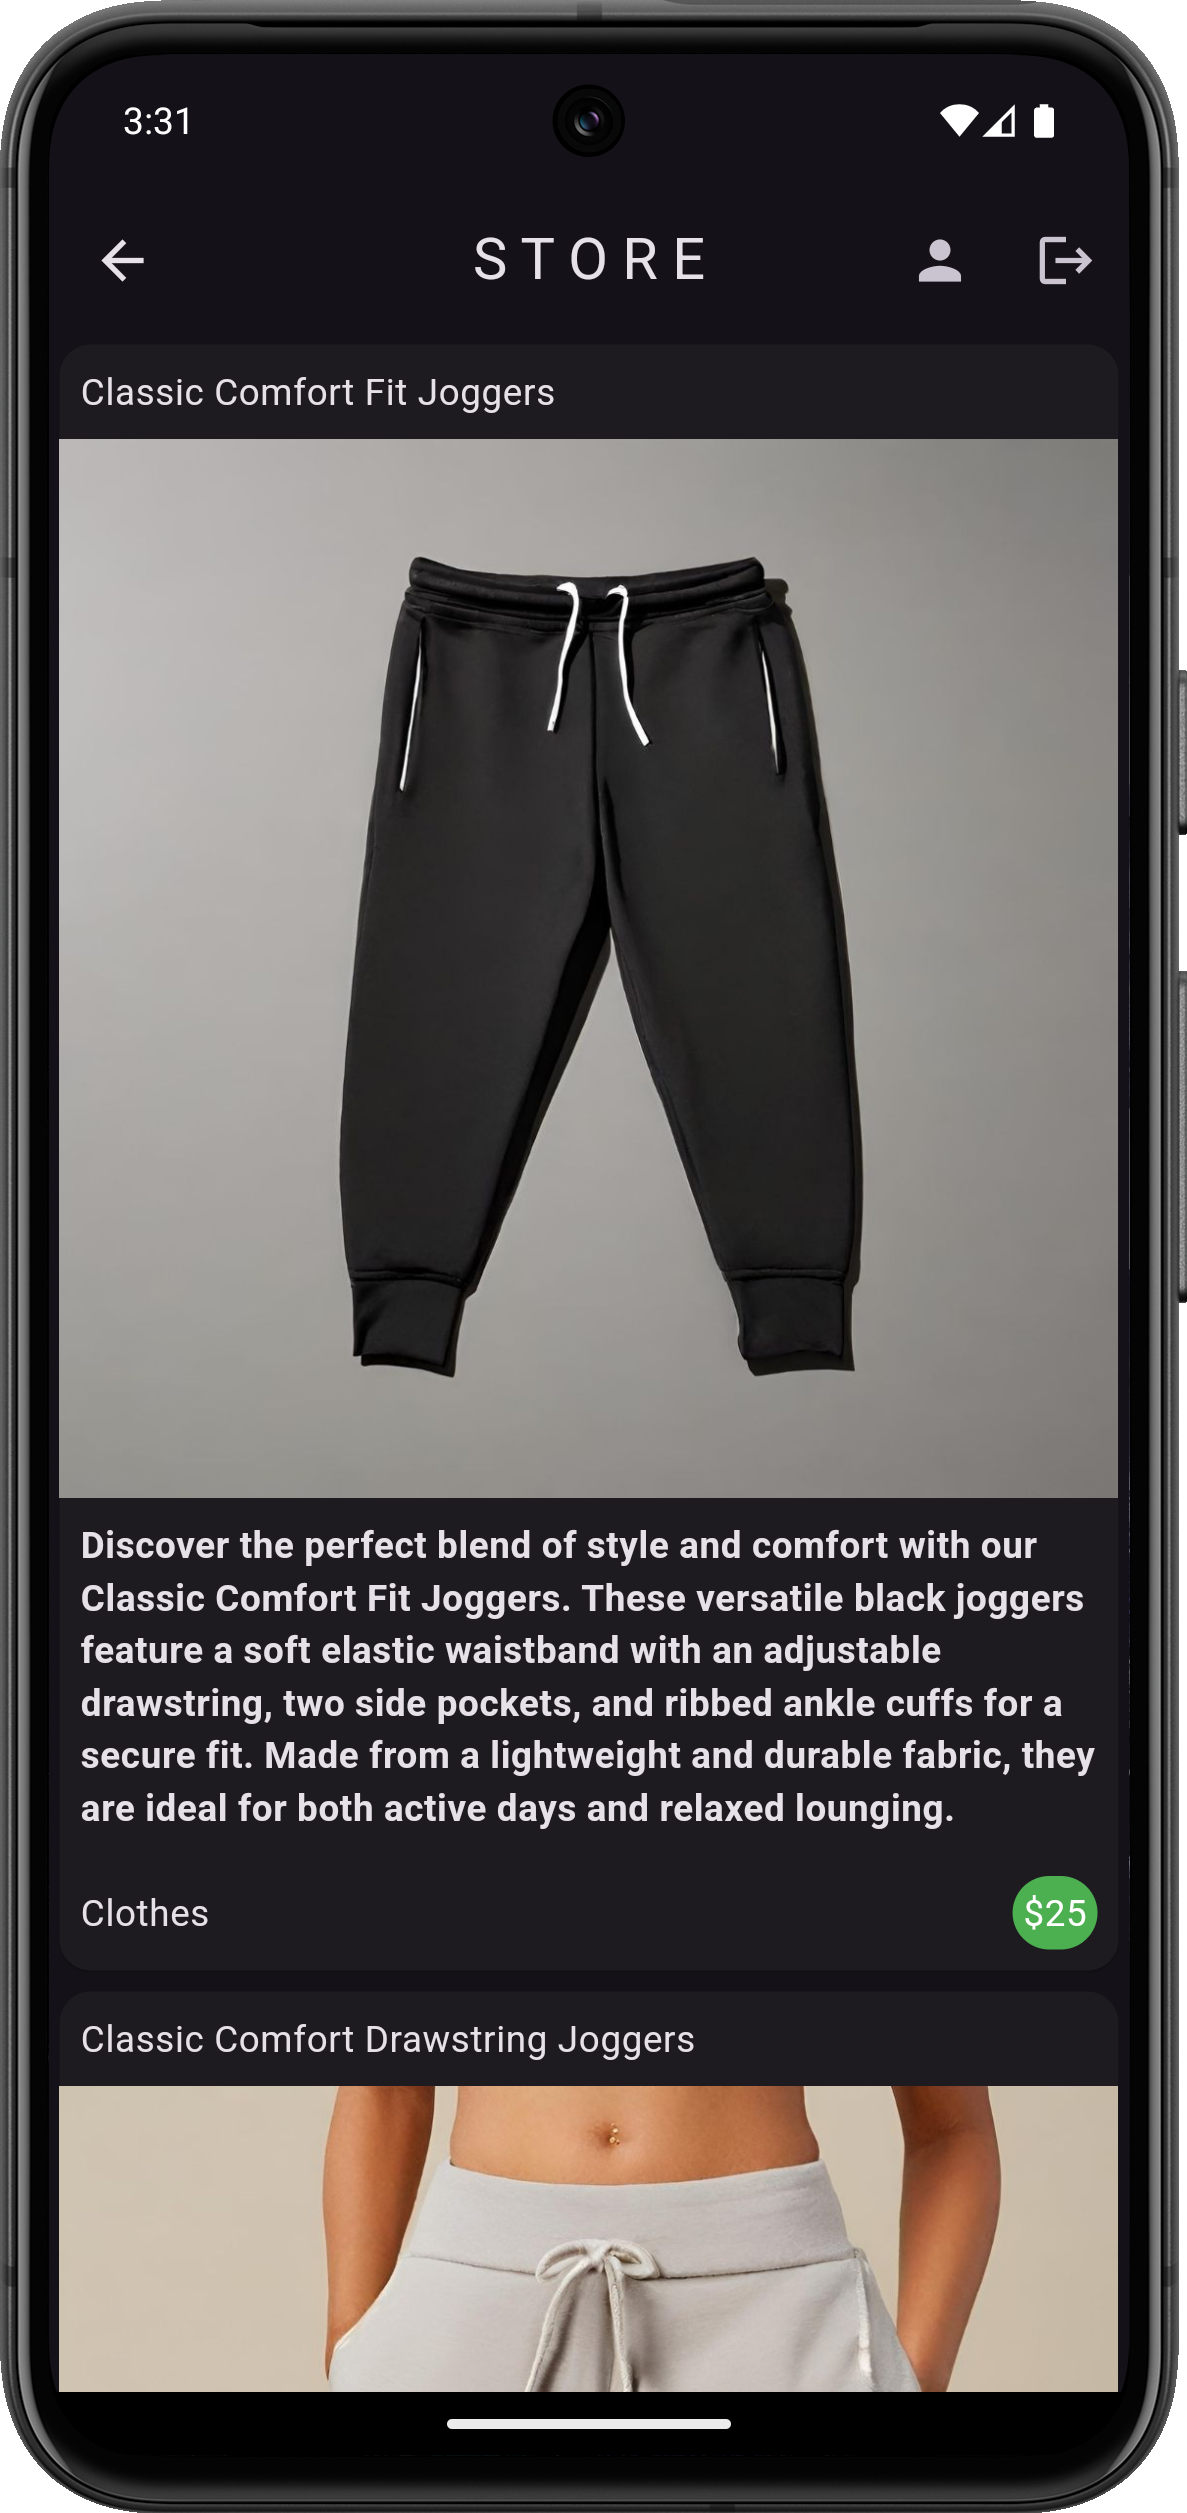 3:31
STORE
Classic Comfort Fit Joggers
Discover the perfect blend of style and comfort with our
Classic Comfort Fit Joggers. These versatile black joggers
feature a soft elastic waistband with an adjustable
drawstring, two side pockets, and ribbed ankle cuffs for a
secure fit. Made from a lightweight and durable fabric, they
are ideal for both active days and relaxed lounging.
Clothes
$25
Classic Comfort Drawstring Joggers